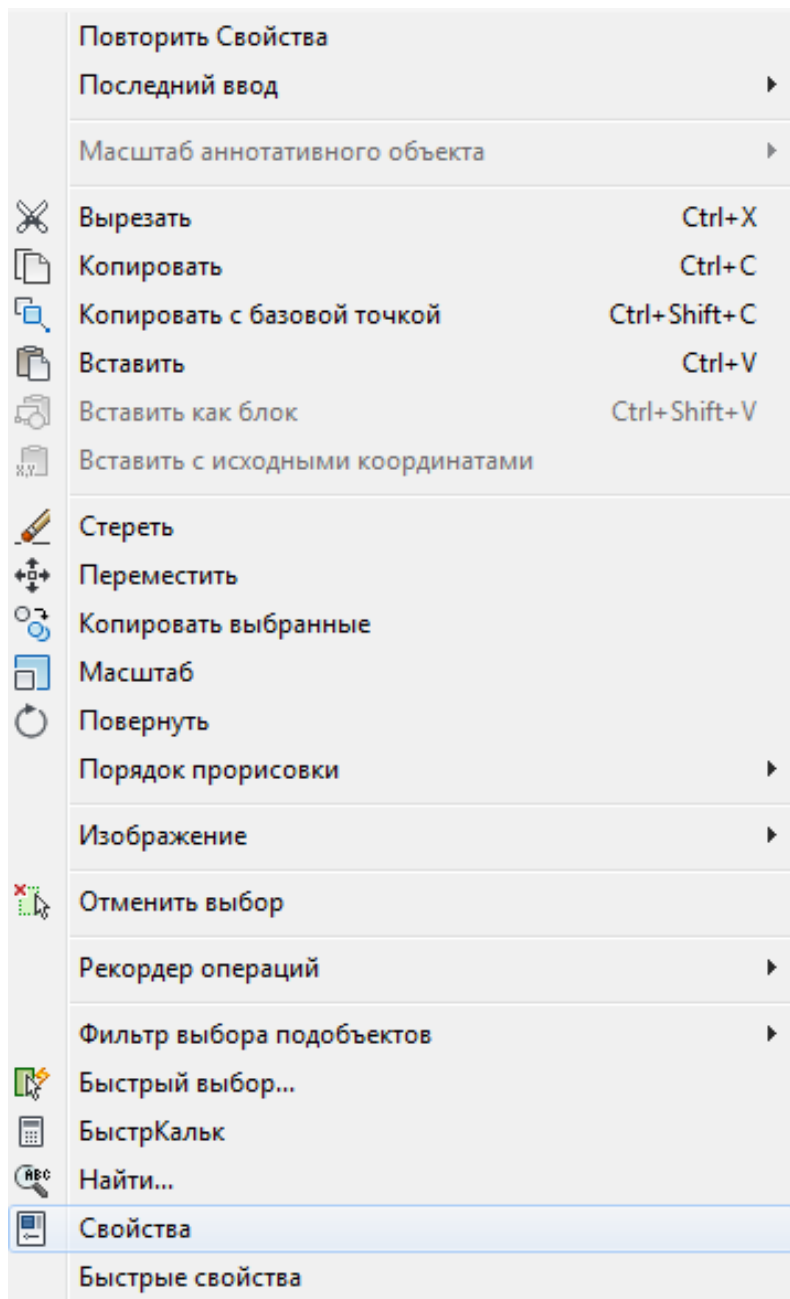 Повторить Свойства
Последний ввод
Масштаб аннотативного объекта
Вырезать Ctrl+X
Копировать Ctrl+C
Копировать с базовой точкой Ctrl+Shift+C
Вставить Ctrl+V
Вставить как блок Ctrl+Shift+V
X,Y Вставить с исходными координатами
Стереть
Переместить
Копировать выбранные
Масштаб
Повернуть
Порядок прорисовки
Изображение
Отменить выбор
Рекордер операций
Фильтр выбора подобъектов
Быстрый выбор...
БыстрКальк
ABC Найти...
Свойства
Быстрые свойства